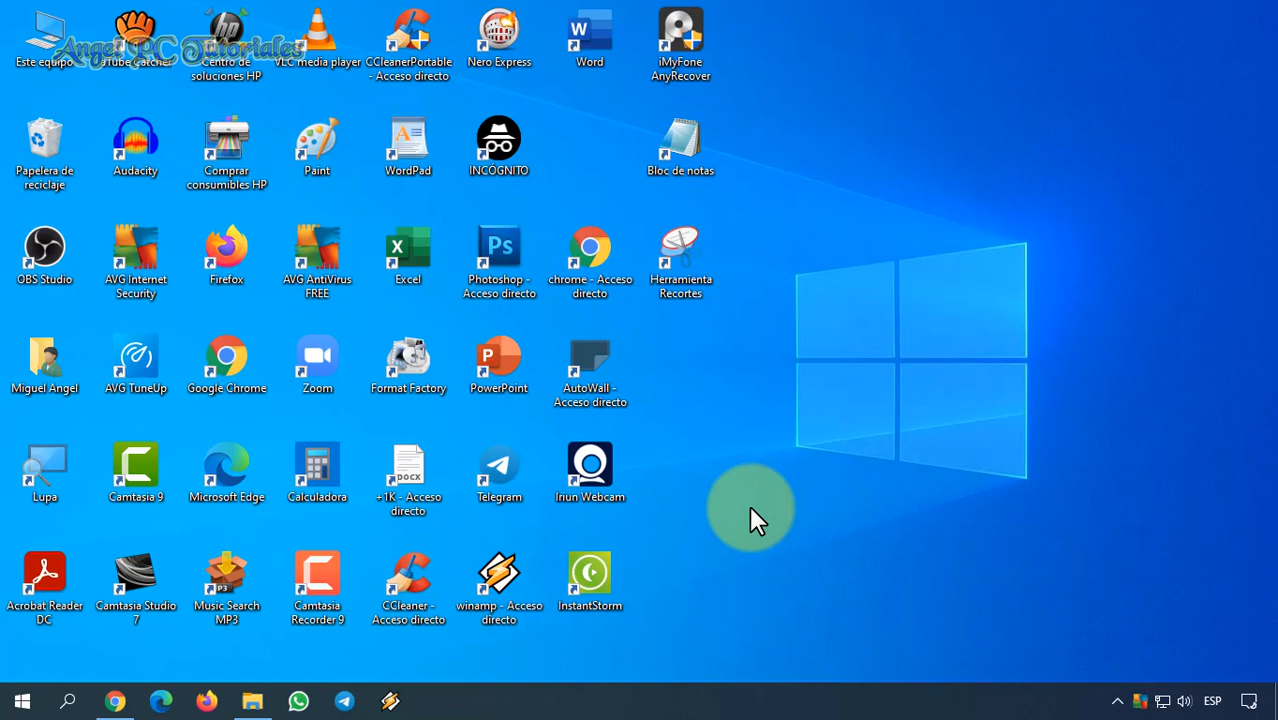 Angel PC Tutoriales
Este equipo
aTube Catcher
Centro de
soluciones HP
VLC media player
CCleanerPortable
- Acceso directo
Nero Express
W
Word
iMyFone
AnyRecover
Papelera de
reciclaje
Audacity
Comprar
consumibles HP
Paint
A
WordPad
INCÓGNITO
Bloc de notas
OBS Studio
AVG Internet
Security
Firefox
AVG AntiVirus
FREE
X
Excel
Ps
Photoshop -
Acceso directo
chrome - Acceso
directo
Herramienta
Recortes
Miguel Angel
AVG TuneUp
Google Chrome
Zoom
Format Factory
P
PowerPoint
AutoWall -
Acceso directo
Lupa
C
Camtasia 9
Microsoft Edge
Calculadora
DOCX
+1K - Acceso
directo
Telegram
Iriun Webcam
Acrobat Reader
DC
Camtasia Studio
7
P3
Music Search
MP3
C
Camtasia
Recorder 9
CCleaner -
Acceso directo
winamp - Acceso
directo
InstantStorm
ESP